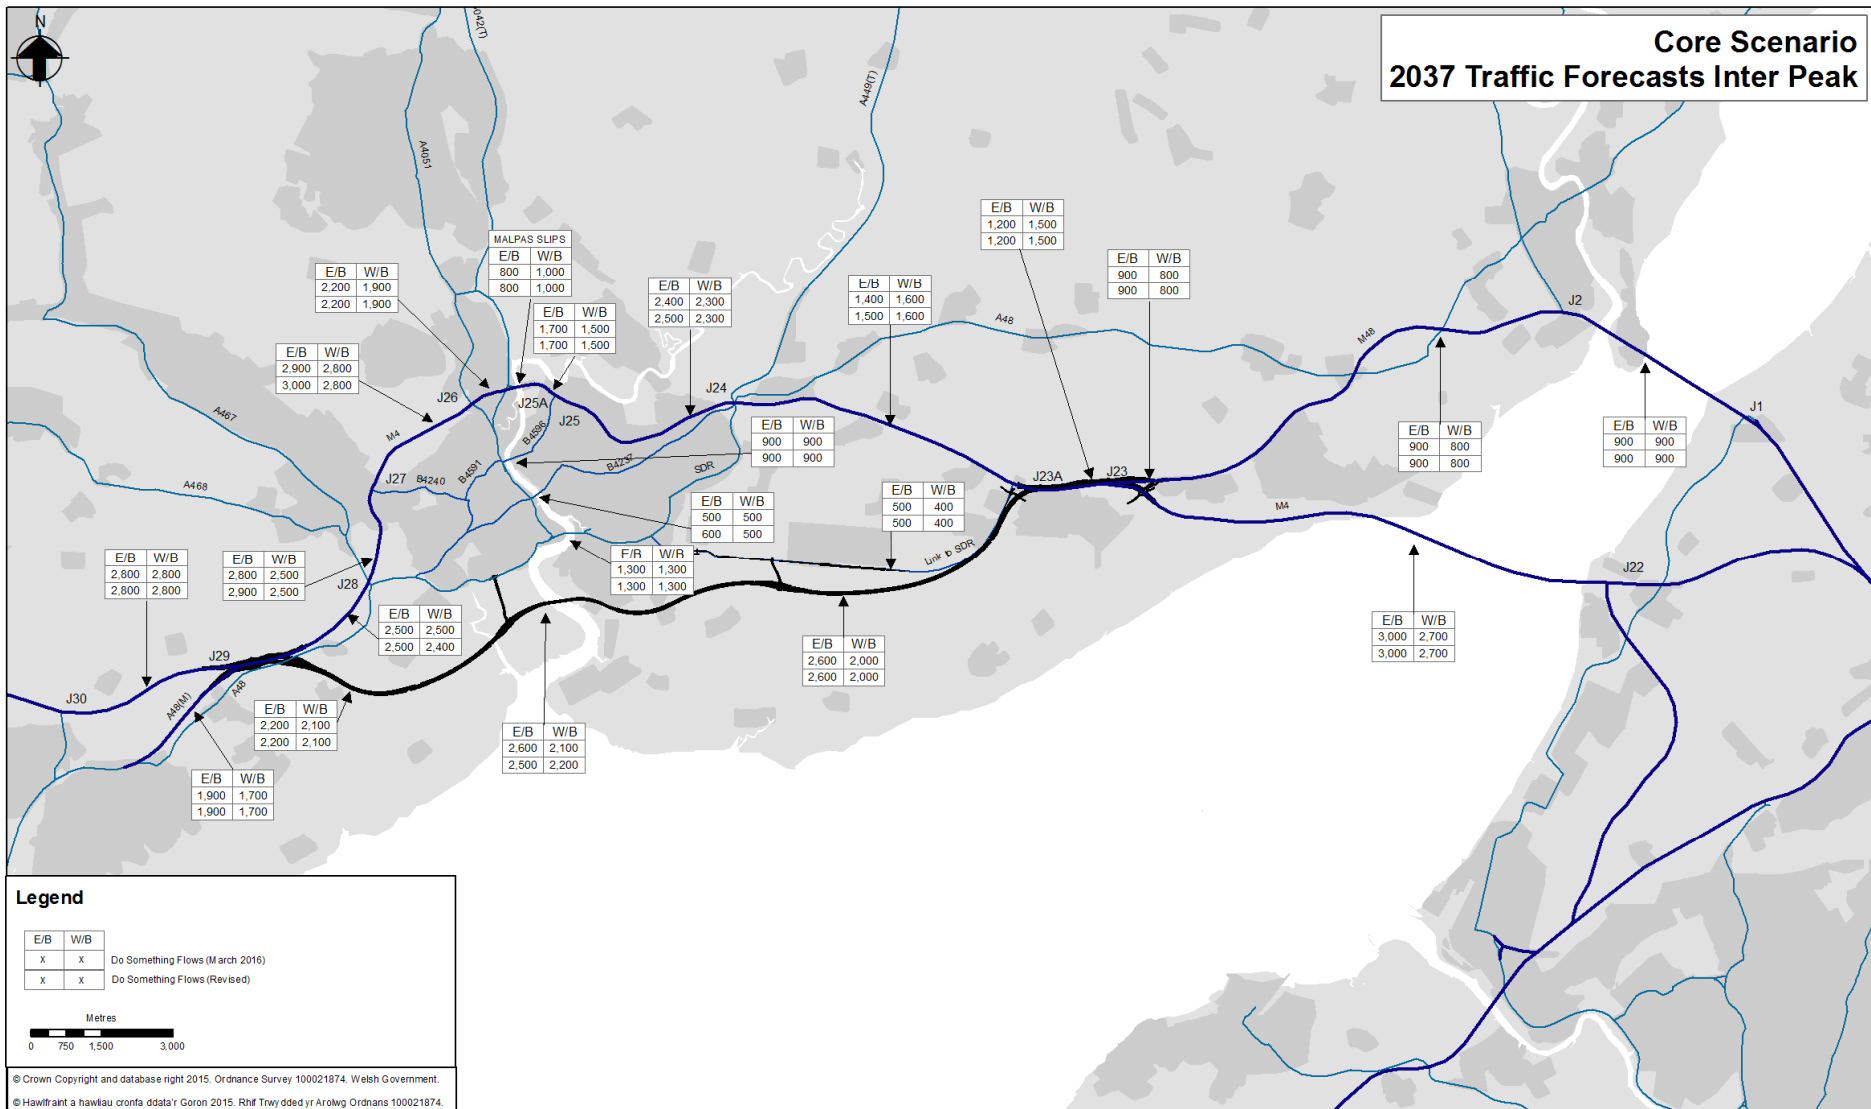 N
Core Scenario
2037 Traffic Forecasts Inter Peak
A449(T)
A4051
E/B W/B
1,200 1,500
1,200 1,500
MALPAS SLIPS
E/B W/B
800 1,000
800 1,000
E/B W/B
900 800
900 800
E/B W/B
2,200 1,900
2,200 1,900
E/B W/B
2,400 2,300
2,500 2,300
E/B W/B
1,400 1,600
1,500 1,600
E/B W/B
1,700 1,500
1,700 1,500
J2
A48
M48
E/B W/B
2,900 2,800
3,000 2,800
J26
J25A
J25
J24
J1
A467
M4
B4596
E/B W/B
900 900
900 900
E/B W/B
900 800
900 800
E/B W/B
900 900
900 900
A468
J27
B4240
B4591
B4237
SDR
J23A
J23
M4
E/B W/B
500 500
600 500
E/B W/B
500 400
500 400
Link to SDR
E/B W/B
2,800 2,800
2,800 2,800
E/B W/B
2,800 2,500
2,900 2,500
J28
E/B W/B
1,300 1,300
1,300 1,300
J22
E/B W/B
2,500 2,500
2,500 2,400
E/B W/B
3,000 2,700
3,000 2,700
J29
E/B W/B
2,600 2,000
2,600 2,000
J30
A48(M)
A48
E/B W/B
2,200 2,100
2,200 2,100
E/B W/B
2,600 2,100
2,500 2,200
E/B W/B
1,900 1,700
1,900 1,700
Legend
E/B W/B
x x Do Something Flows (March 2016)
x x Do Something Flows (Revised)
Metres
0 750 1,500 3,000
© Crown Copyright and database right 2015. Ordnance Survey 100021874. Welsh Government.
© Hawlfraint a hawliau cronfa ddata'r Goron 2015. Rhif Trwydded yr Arolwg Ordnans 100021874.